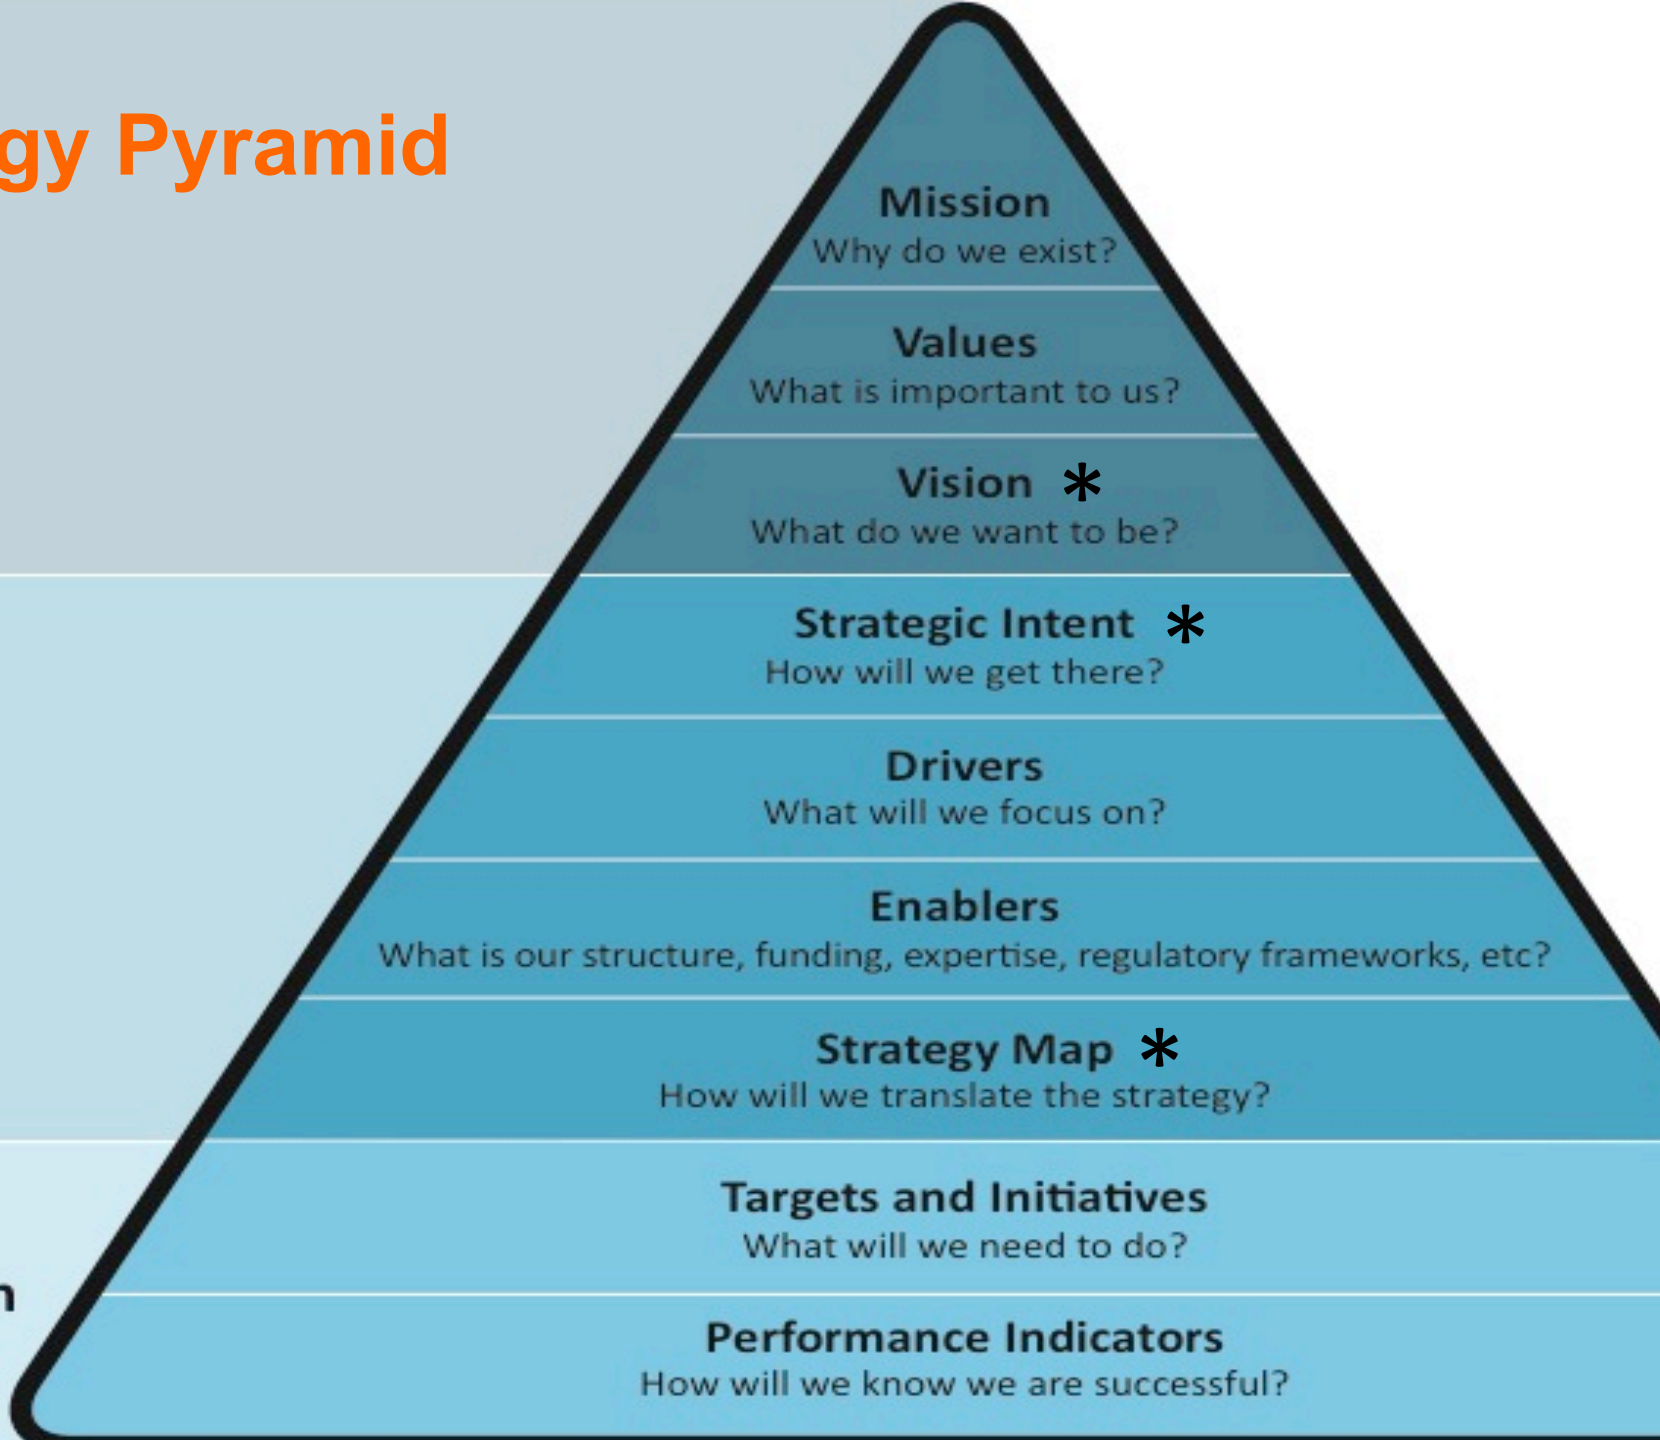 gy Pyramid
Mission
Why do we exist?
Values
What is important to us?
Vision *
What do we want to be?
Strategic Intent *
How will we get there?
Drivers
What will we focus on?
Enablers
What is our structure, funding, expertise, regulatory frameworks, etc?
Strategy Map *
How will we translate the strategy?
Targets and Initiatives
What will we need to do?
n
Performance Indicators
How will we know we are successful?